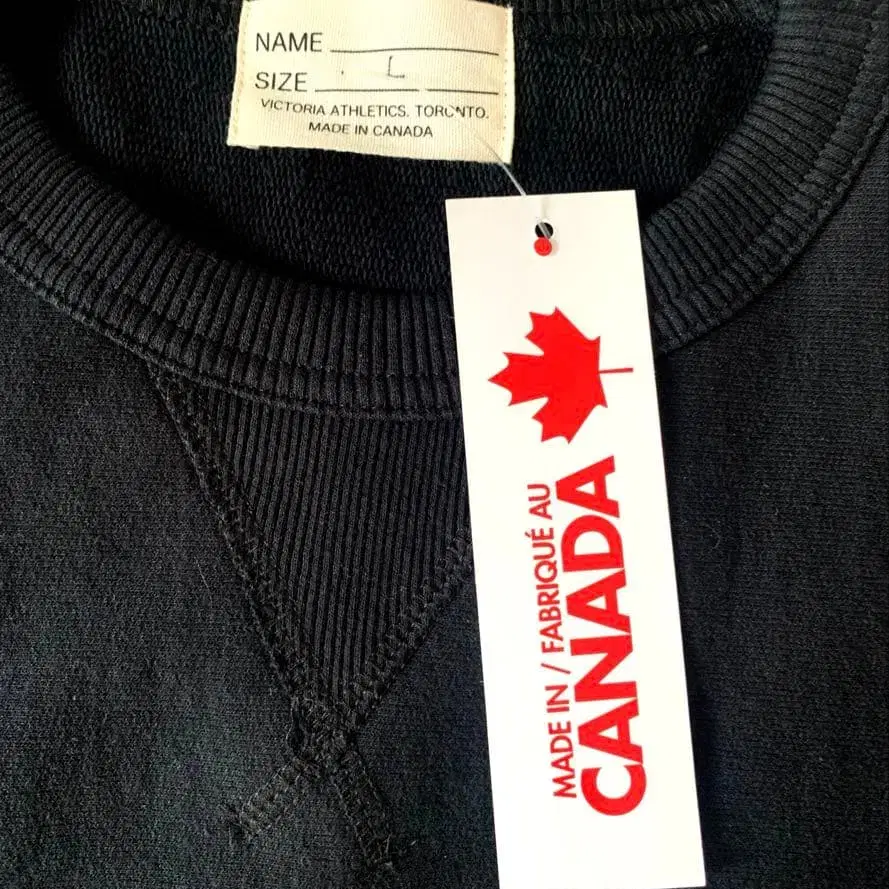 NAME
SIZE L
VICTORIA ATHLETICS. TORONTO.
MADE IN CANADA
MADE IN / FABRIQUÉ AU
CANADA